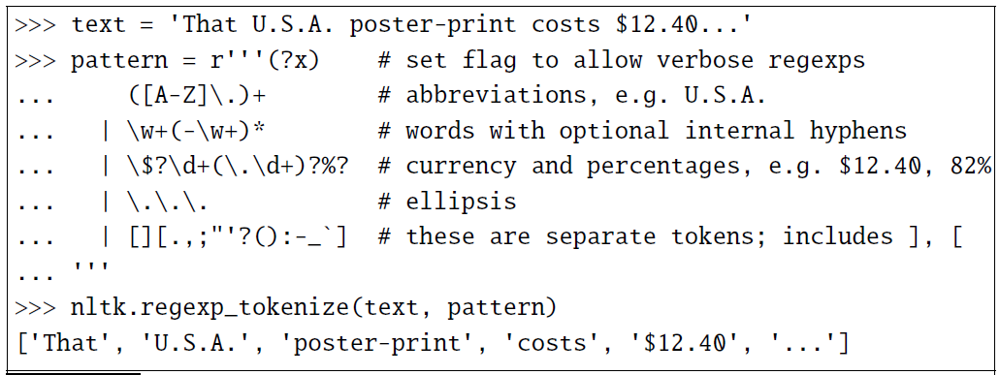 >>> text = 'That U.S.A. poster-print costs $12.40...'
>>> pattern = r'''(?x)    # set flag to allow verbose regexps
...     ([A-Z]\.)+        # abbreviations, e.g. U.S.A.
...   | \w+(-\w+)*        # words with optional internal hyphens
...   | \$?\d+(\.\d+)?%?  # currency and percentages, e.g. $12.40, 82%
...   | \.\.\.            # ellipsis
...   | [][.,;"'?():-_`]  # these are separate tokens; includes ], [
... '''
>>> nltk.regexp_tokenize(text, pattern)
['That', 'U.S.A.', 'poster-print', 'costs', '$12.40', '...']